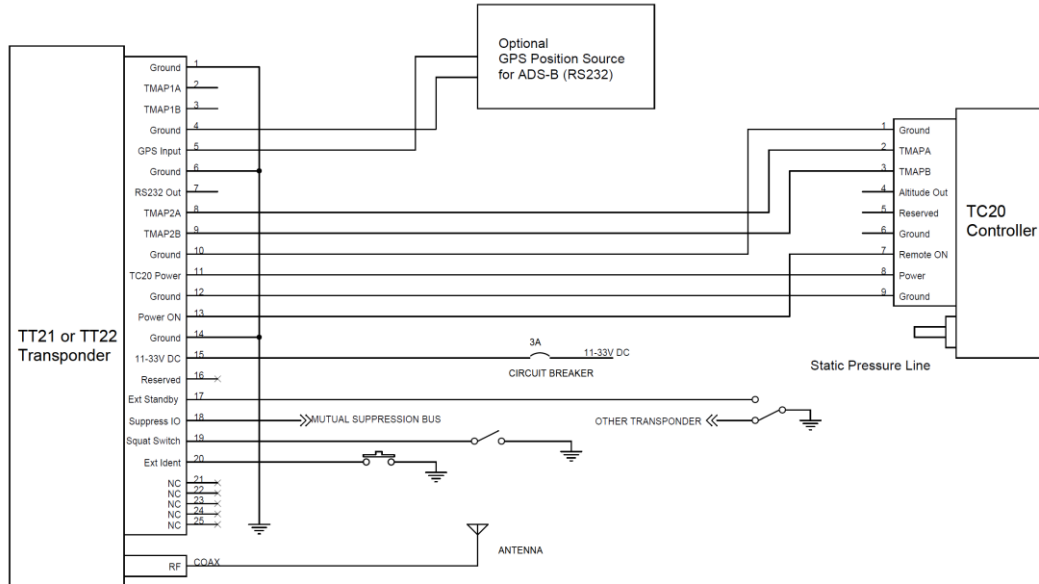 Optional
GPS Position Source
for ADS-B (RS232)
TT21 or TT22
Transponder
Ground 1
TMAP1A 2
TMAP1B 3
Ground 4
GPS Input 5
Ground 6
RS232 Out 7
TMAP2A 8
TMAP2B 9
Ground 10
TC20 Power 11
Ground 12
Power ON 13
Ground 14
11-33V DC 15
Reserved 16
Ext Standby 17
Suppress IO 18
Squat Switch 19
Ext Ident 20
NC 21
NC 22
NC 23
NC 24
NC 25
RF COAX
3A
11-33V DC
CIRCUIT BREAKER
MUTUAL SUPPRESSION BUS
OTHER TRANSPONDER
ANTENNA
1 Ground
2 TMAPA
3 TMAPB
4 Altitude Out
5 Reserved
6 Ground
7 Remote ON
8 Power
9 Ground
TC20
Controller
Static Pressure Line